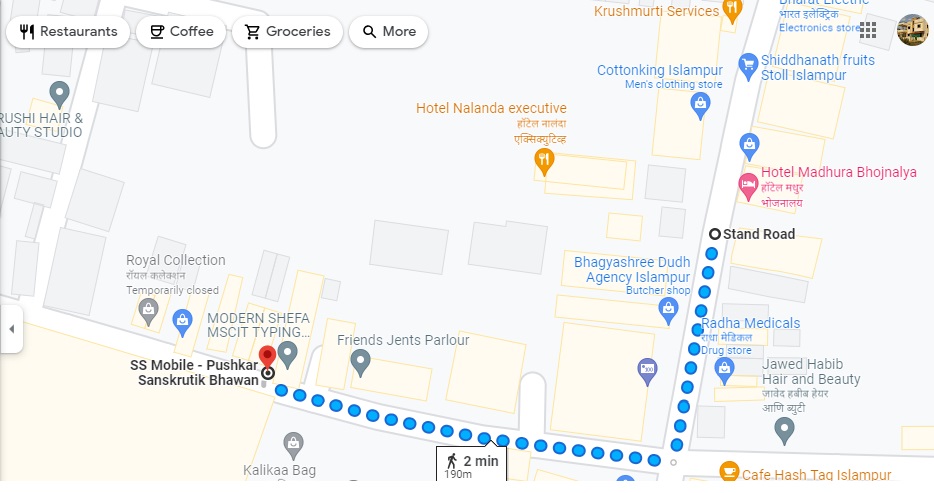 Restaurants
Coffee
Groceries
More
Krushmurti Services
Bharat Electric
भारत इलेक्ट्रिक
Electronics store
Shiddhanath fruits
Stoll Islampur
Cottonking Islampur
Men's clothing store
RUSHI HAIR &
AUTY STUDIO
Hotel Nalanda executive
हॉटेल नालंदा
एक्सिक्युटिव्ह
Hotel Madhura Bhojnalya
हॉटेल मधुर
भोजनालय
Stand Road
Royal Collection
रॉयल कलेक्शन
Temporarily closed
Bhagyashree Dudh
Agency Islampur
Butcher shop
MODERN SHEFA
MSCIT TYPING...
Radha Medicals
राधा मेडिकल
Drug store
Friends Jents Parlour
SS Mobile - Pushkar
Sanskrutik Bhawan
Jawed Habib
Hair and Beauty
जावेद हबीब हेयर
आणि ब्युटी
2 min
190m
Kalikaa Bag
Cafe Hash Tag Islampur